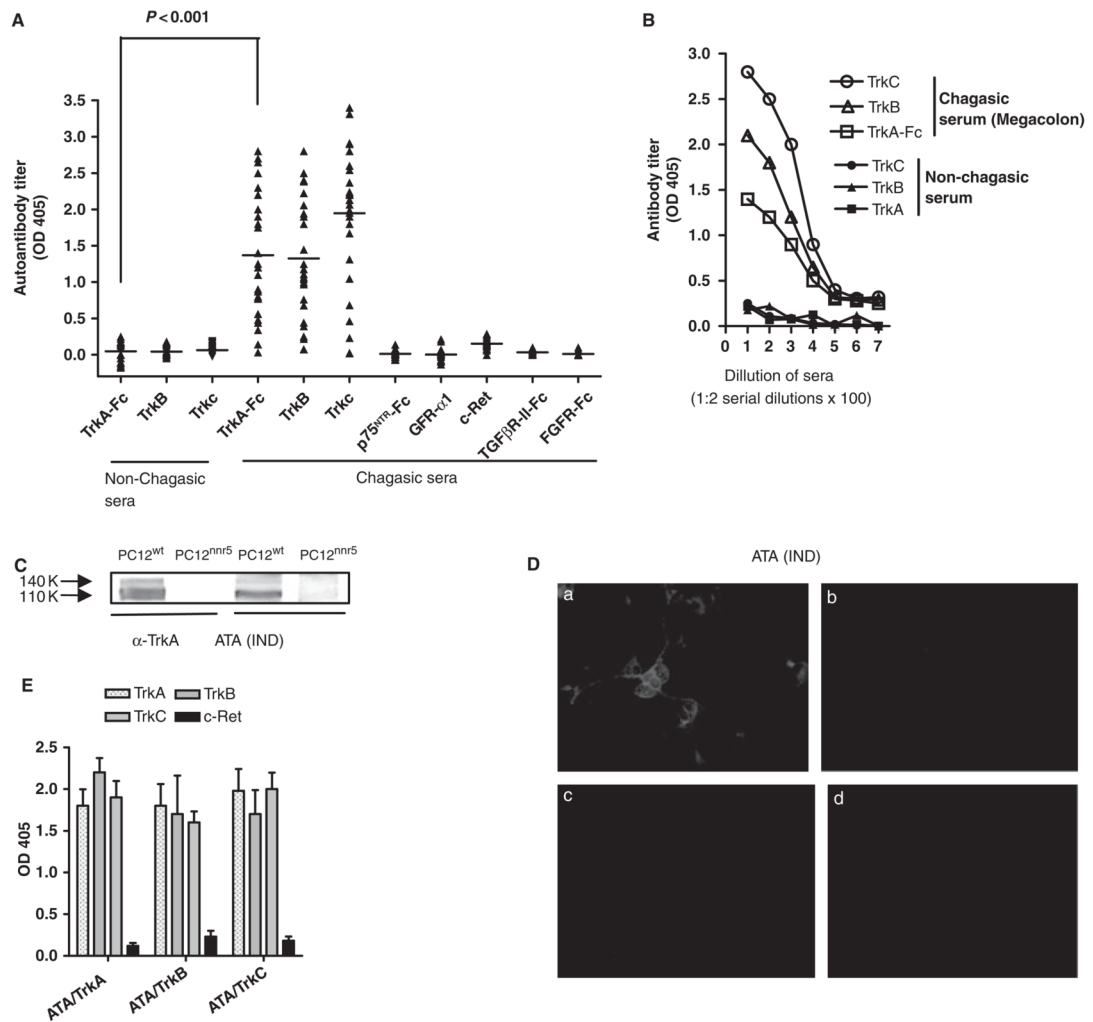 A
P < 0.001
Autoantibody titer
(OD 405)
3.5
3.0
2.5
2.0
1.5
1.0
0.5
0.0
TrkA-Fc
TrkB
Trkc
TrkA-Fc
TrkB
Trkc
p75ᴺᵀᴿ-Fc
GFR-α1
c-Ret
TGFβR-II-Fc
FGFR-Fc
Non-Chagasic
sera
Chagasic sera
B
Antibody titer
(OD 405)
3.0
2.5
2.0
1.5
1.0
0.5
0.0
0 1 2 3 4 5 6 7
Dillution of sera
(1:2 serial dilutions x 100)
TrkC
TrkB
TrkA-Fc
Chagasic
serum (Megacolon)
TrkC
TrkB
TrkA
Non-chagasic
serum
C
PC12ʷᵗ PC12ⁿⁿʳ⁵ PC12ʷᵗ PC12ⁿⁿʳ⁵
140 K
110 K
α-TrkA ATA (IND)
D
ATA (IND)
a
b
c
d
E
TrkA TrkB
TrkC c-Ret
OD 405
2.5
2.0
1.5
1.0
0.5
0.0
ATA/TrkA
ATA/TrkB
ATA/TrkC